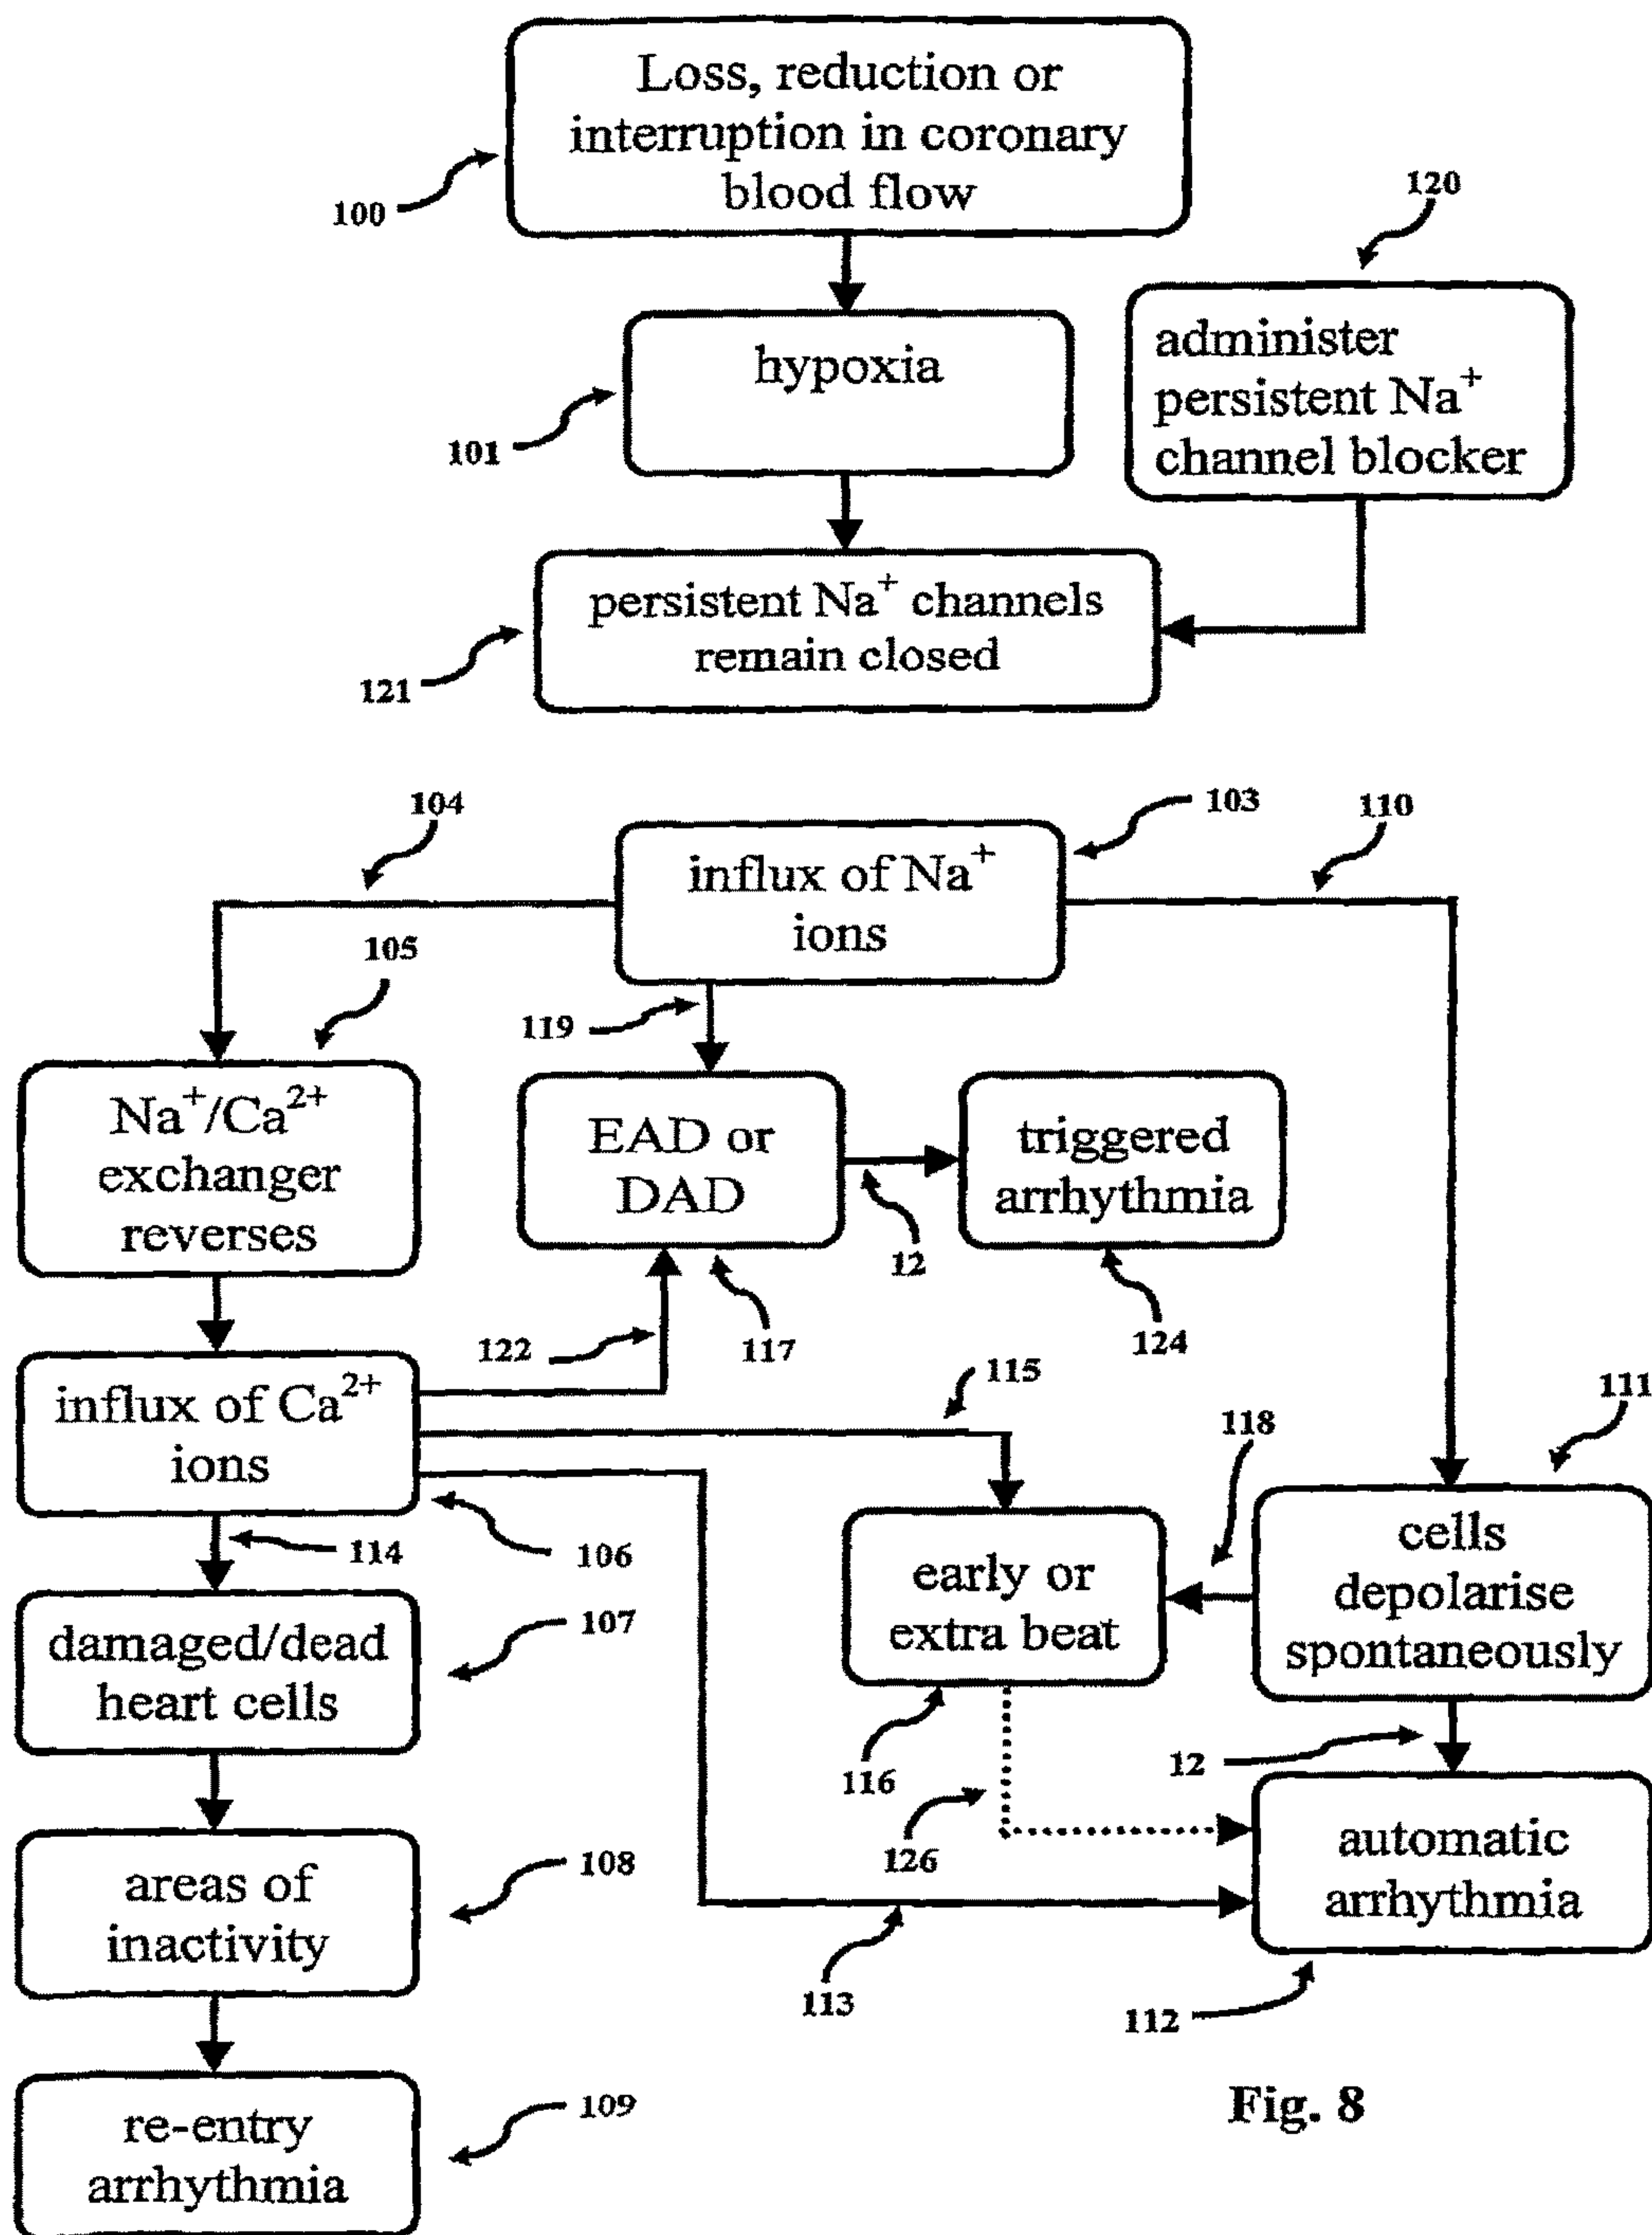 Loss, reduction or
interruption in coronary
blood flow
100
120
hypoxia
101
administer
persistent Na⁺
channel blocker
persistent Na⁺ channels
remain closed
121
104
103
110
influx of Na⁺
ions
105
119
Na⁺/Ca²⁺
exchanger
reverses
EAD or
DAD
12
triggered
arrhythmia
122
117
124
influx of Ca²⁺
ions
115
111
118
114
106
early or
extra beat
cells
depolarise
spontaneously
damaged/dead
heart cells
107
116
12
126
areas of
inactivity
108
automatic
arrhythmia
113
112
re-entry
arrhythmia
109
Fig. 8